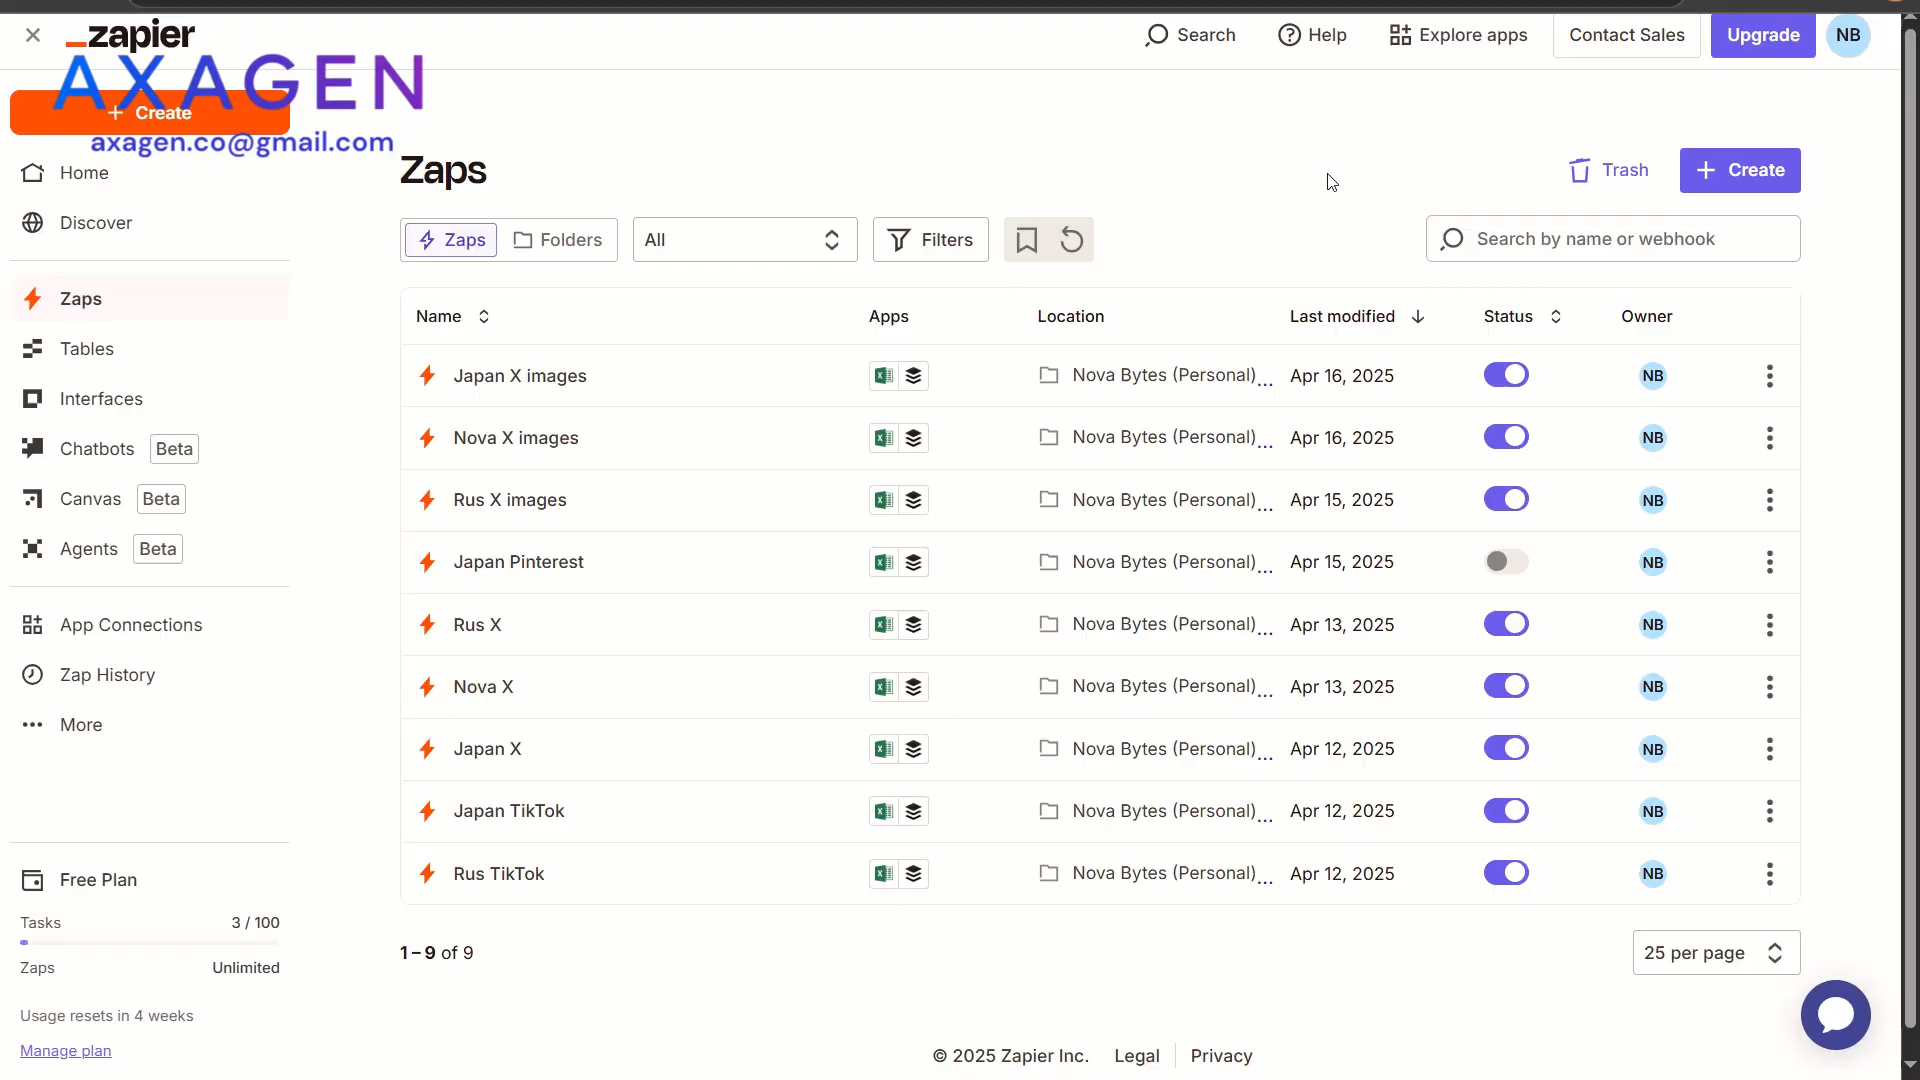 zapier
Search
Help
Explore apps
Contact Sales
Upgrade
NB
AXAGEN
axagen.co@gmail.com
+ Create
Home
Discover
Zaps
Tables
Interfaces
Chatbots Beta
Canvas Beta
Agents Beta
App Connections
Zap History
More
Free Plan
Tasks 3 / 100
Zaps Unlimited
Usage resets in 4 weeks
Manage plan
Zaps
Trash
+ Create
Zaps Folders
All
Filters
Search by name or webhook
Name Apps Location Last modified Status Owner
Japan X images Nova Bytes (Personal)... Apr 16, 2025 NB
Nova X images Nova Bytes (Personal)... Apr 16, 2025 NB
Rus X images Nova Bytes (Personal)... Apr 15, 2025 NB
Japan Pinterest Nova Bytes (Personal)... Apr 15, 2025 NB
Rus X Nova Bytes (Personal)... Apr 13, 2025 NB
Nova X Nova Bytes (Personal)... Apr 13, 2025 NB
Japan X Nova Bytes (Personal)... Apr 12, 2025 NB
Japan TikTok Nova Bytes (Personal)... Apr 12, 2025 NB
Rus TikTok Nova Bytes (Personal)... Apr 12, 2025 NB
1 – 9 of 9
25 per page
© 2025 Zapier Inc. Legal Privacy